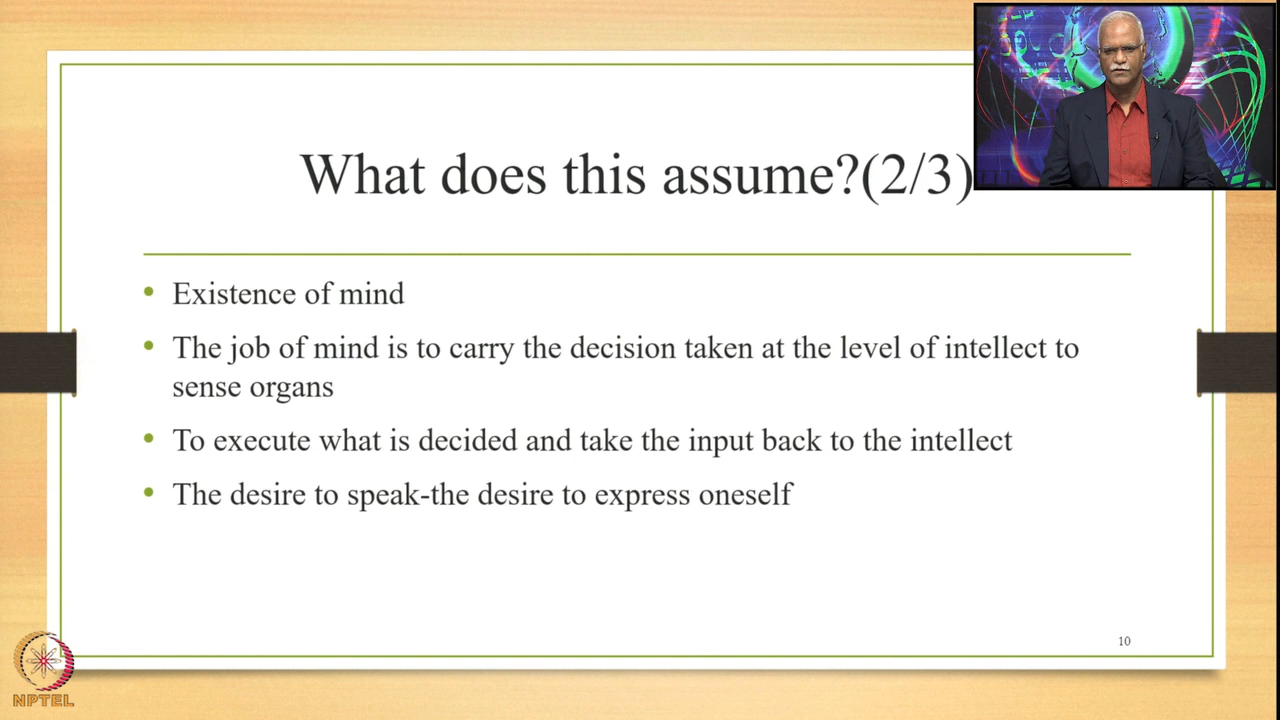 What does this assume?(2/3)
• Existence of mind
• The job of mind is to carry the decision taken at the level of intellect to
sense organs
• To execute what is decided and take the input back to the intellect
• The desire to speak-the desire to express oneself
10
NPTEL